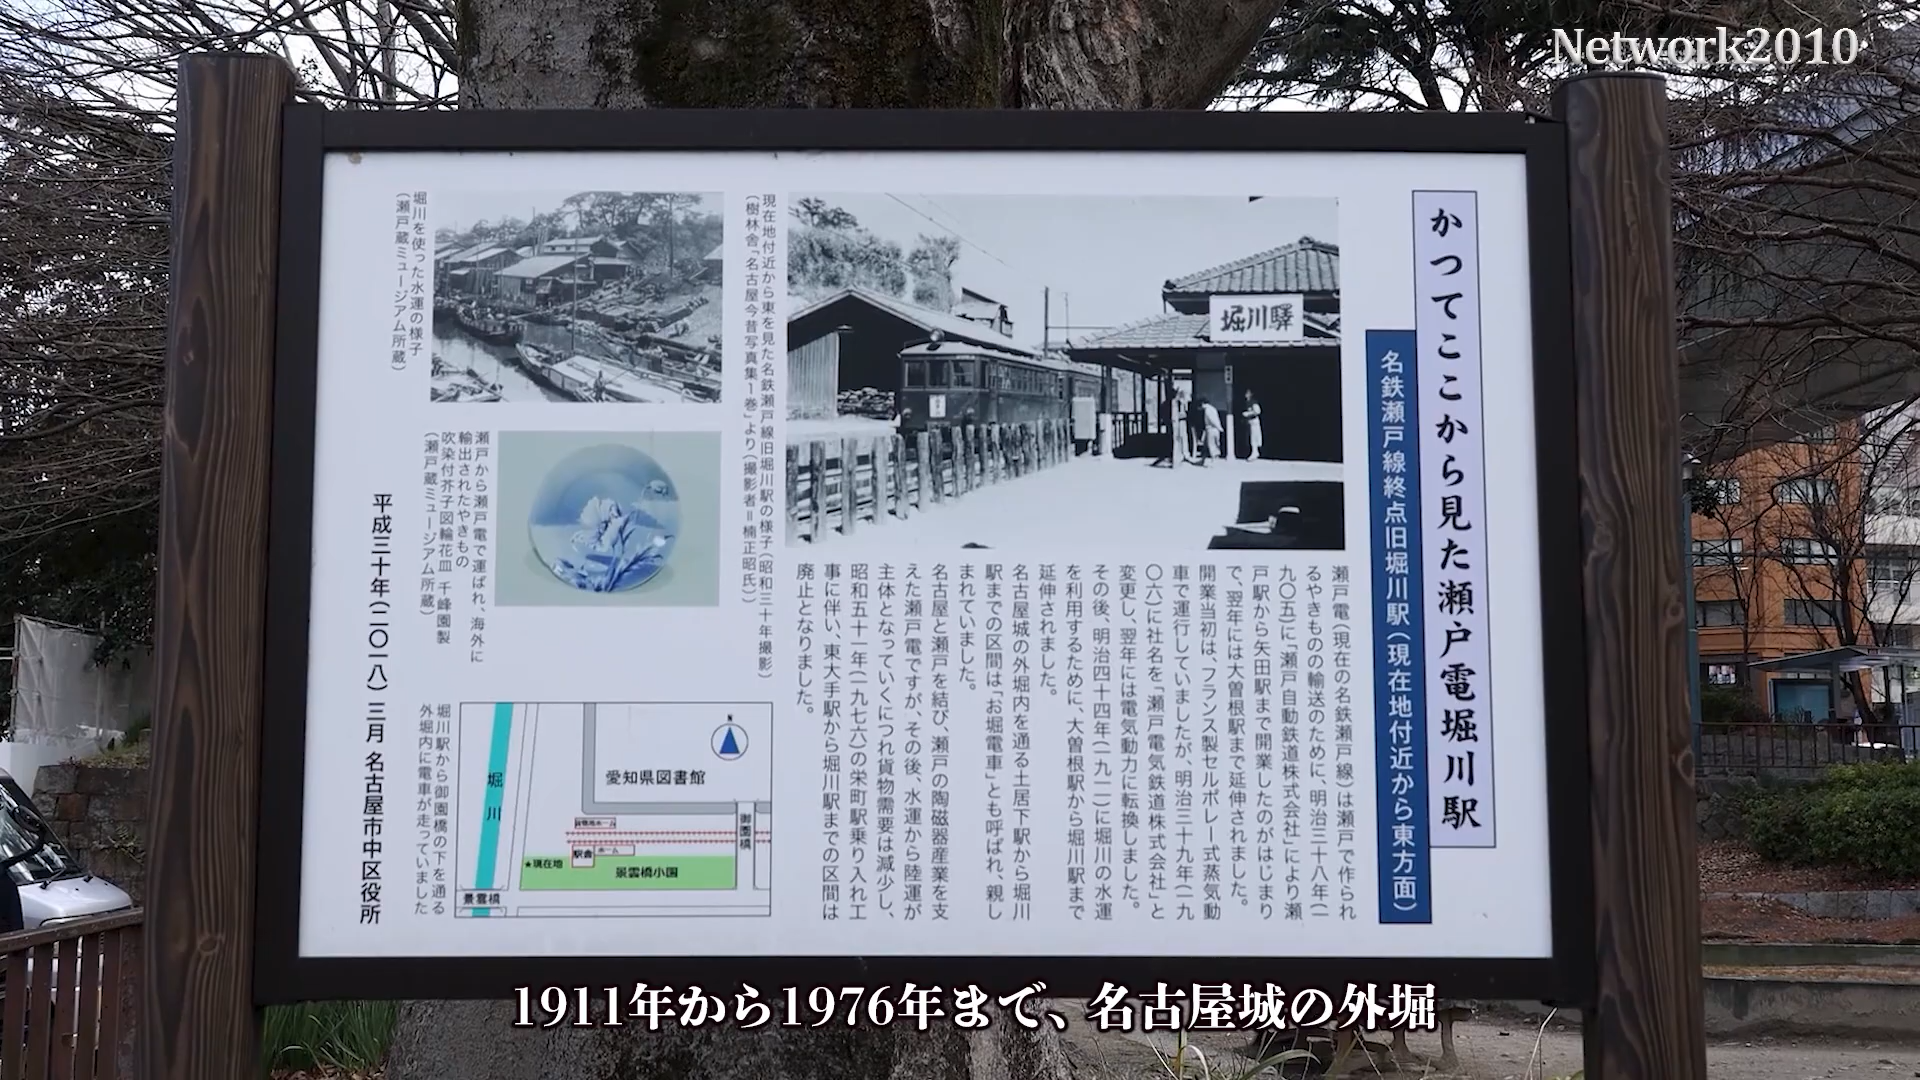 Network2010
かつてここから見た瀬戸電堀川駅
名鉄瀬戸線終点旧堀川駅(現在地付近から東方面)
堀川驛
瀬戸電(現在の名鉄瀬戸線)は瀬戸で作られ
るやきものの輸送のために、明治三十八年(一
九〇五)に「瀬戸自動鉄道株式会社」により瀬
戸駅から矢田駅まで開業したのがはじまり
で、翌年には大曽根駅まで延伸されました。
開業当初は、フランス製セルポレー式蒸気動
車で運行していましたが、明治三十九年(一九
〇六)に社名を「瀬戸電気鉄道株式会社」と
変更し、翌年には電気動力に転換しました。
その後、明治四十四年(一九一一)に堀川の水運
を利用するために、大曽根駅から堀川駅まで
延伸されました。
名古屋城の外堀内を通る土居下駅から堀川
駅までの区間は「お堀電車」とも呼ばれ、親し
まれていました。
名古屋と瀬戸を結び、瀬戸の陶磁器産業を支
えた瀬戸電ですが、その後、水運から陸運が
主体となっていくにつれ貨物需要は減少し、
昭和五十一年(一九七六)の栄町駅乗り入れ工
事に伴い、東大手駅から堀川駅までの区間は
廃止となりました。
現在地付近から東を見た名鉄瀬戸線旧堀川駅の様子(昭和三十年撮影)
(樹林舎「名古屋今昔写真集1巻」より(撮影者=楠正昭氏))
堀川を使った水運の様子
(瀬戸蔵ミュージアム所蔵)
瀬戸から瀬戸電で運ばれ、海外に
輸出されたやきもの
吹染付芥子図輪花皿 千峰園製
(瀬戸蔵ミュージアム所蔵)
N
愛知県図書館
堀川
御園橋
貨物用ホーム
ホーム
駅舎
★現在地
景雲橋小園
景雲橋
堀川駅から御園橋の下を通る
外堀内に電車が走っていました
平成三十年(二〇一八)三月 名古屋市中区役所
1911年から1976年まで、名古屋城の外堀